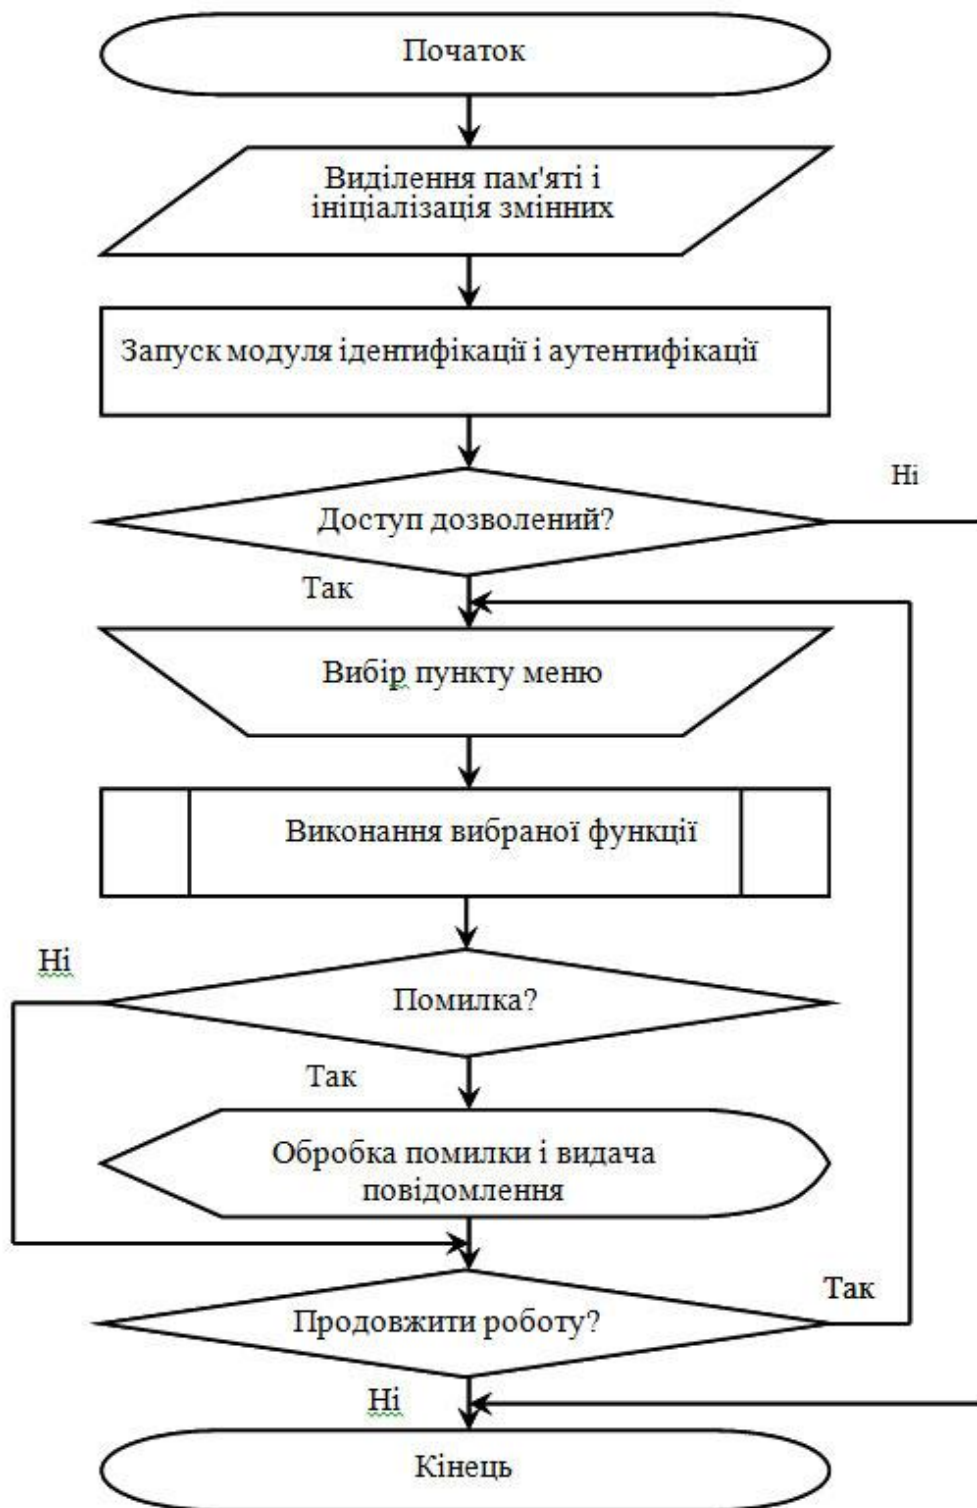 Початок
Виділення пам'яті і
ініціалізація змінних
Запуск модуля ідентифікації і аутентифікації
Ні
Доступ дозволений?
Так
Вибір пункту меню
Виконання вибраної функції
Ні
Помилка?
Так
Обробка помилки і видача
повідомлення
Так
Продовжити роботу?
Ні
Кінець